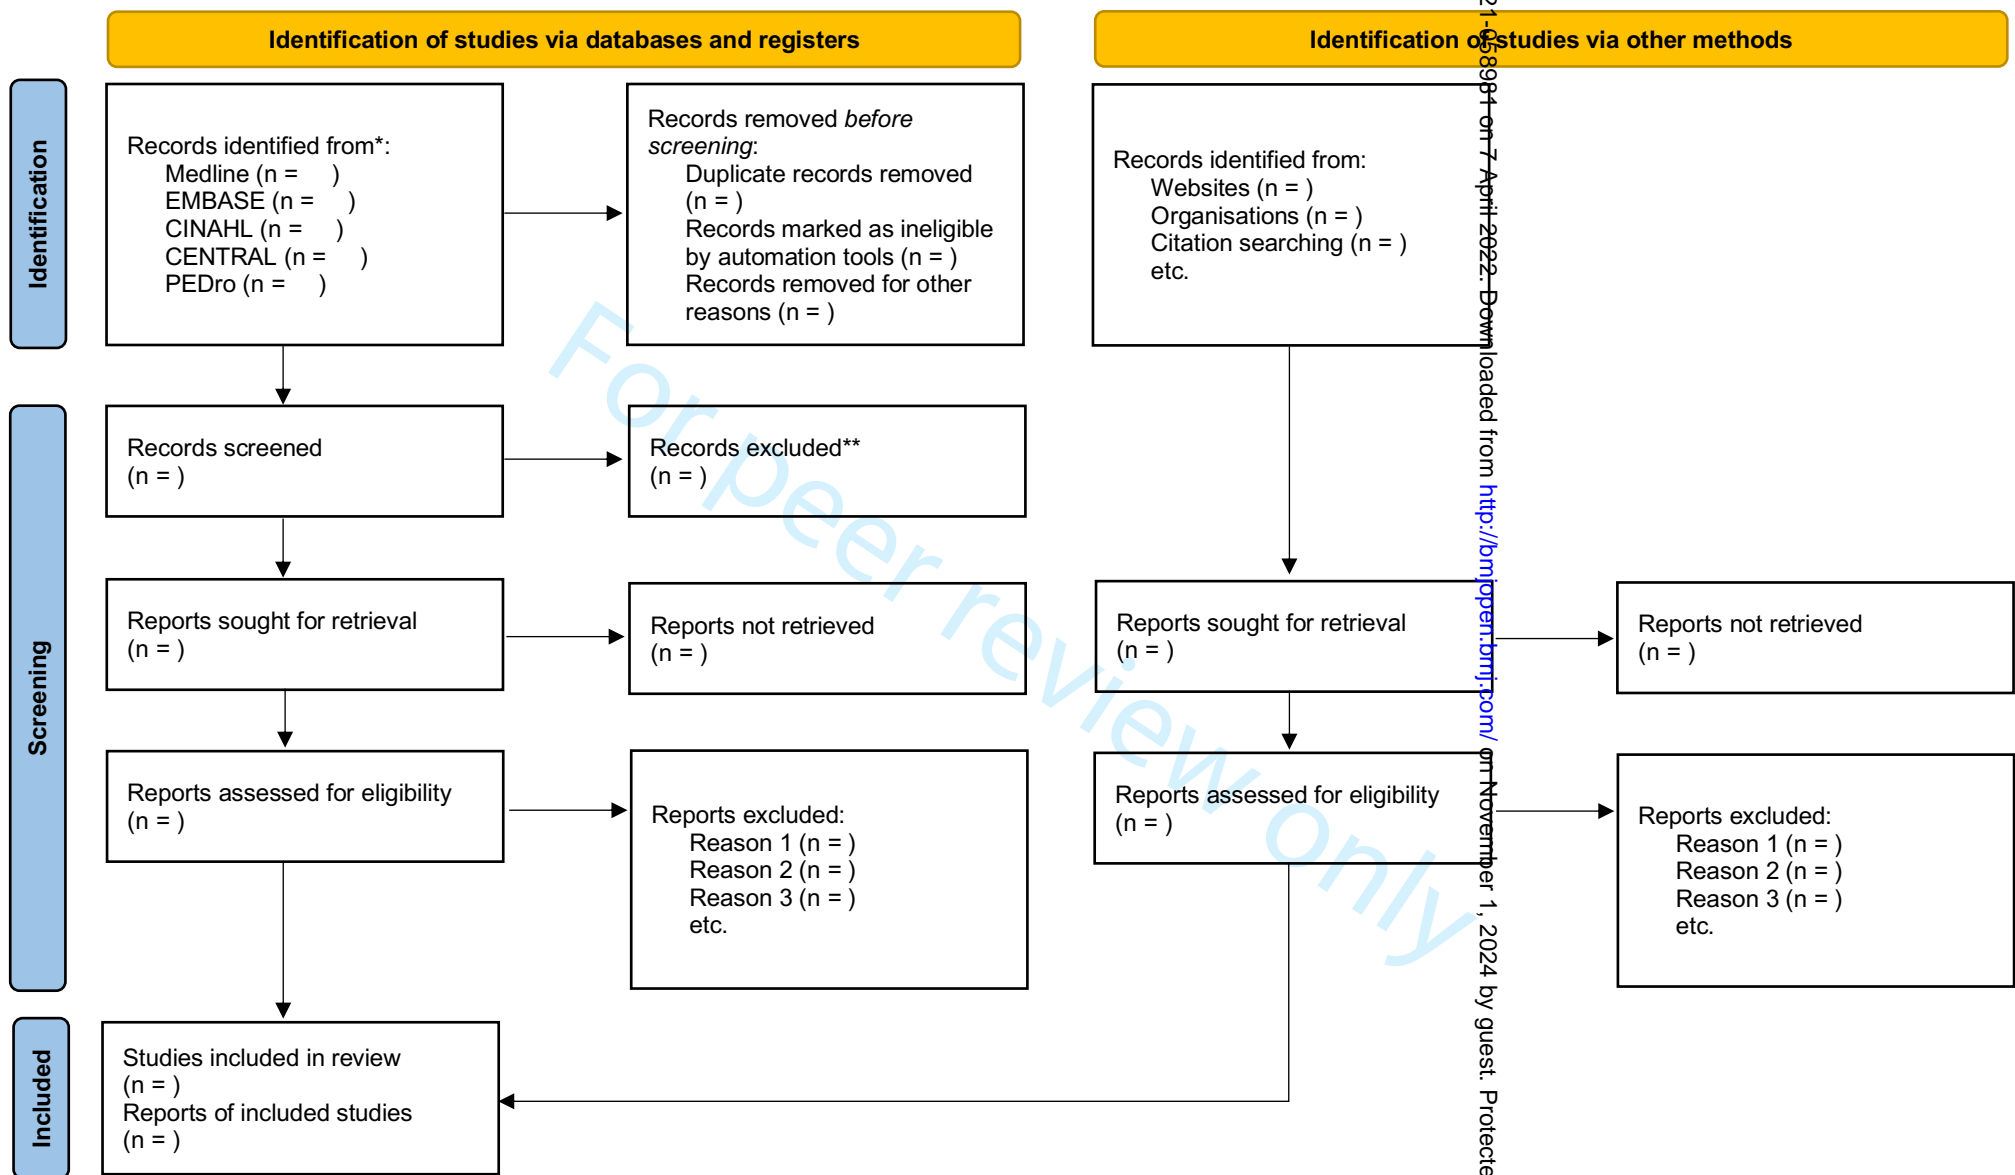 Identification of studies via databases and registers
Identification of studies via other methods
Identification
Records identified from*:
Medline (n = )
EMBASE (n = )
CINAHL (n = )
CENTRAL (n = )
PEDro (n = )
Records removed before
screening:
Duplicate records removed
(n = )
Records marked as ineligible
by automation tools (n = )
Records removed for other
reasons (n = )
Records identified from:
Websites (n = )
Organisations (n = )
Citation searching (n = )
etc.
Screening
Records screened
(n = )
Records excluded**
(n = )
Reports sought for retrieval
(n = )
Reports not retrieved
(n = )
Reports sought for retrieval
(n = )
Reports not retrieved
(n = )
Reports assessed for eligibility
(n = )
Reports excluded:
Reason 1 (n = )
Reason 2 (n = )
Reason 3 (n = )
etc.
Reports assessed for eligibility
(n = )
Reports excluded:
Reason 1 (n = )
Reason 2 (n = )
Reason 3 (n = )
etc.
Included
Studies included in review
(n = )
Reports of included studies
(n = )
For peer review only
21-058981 on 7 April 2022. Downloaded from http://bmjopen.bmj.com/ on November 1, 2024 by guest. Protecte